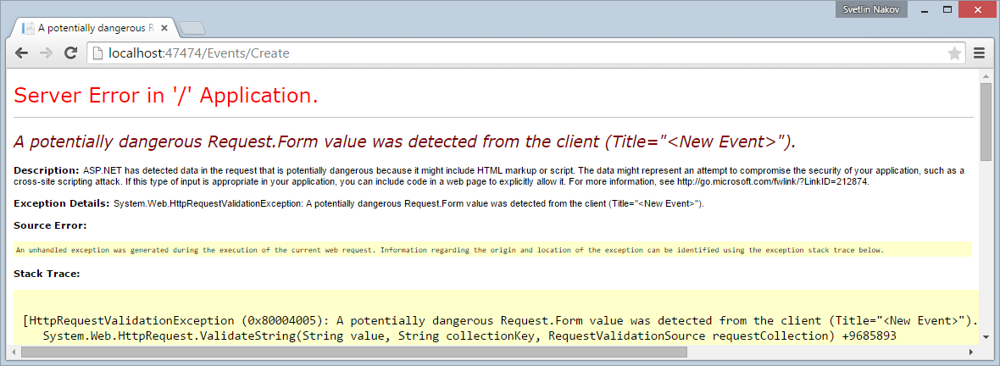 Svetlin Nakov
A potentially dangerous R
localhost:47474/Events/Create
Server Error in '/' Application.
A potentially dangerous Request.Form value was detected from the client (Title="<New Event>").
Description: ASP.NET has detected data in the request that is potentially dangerous because it might include HTML markup or script. The data might represent an attempt to compromise the security of your application, such as a
cross-site scripting attack. If this type of input is appropriate in your application, you can include code in a web page to explicitly allow it. For more information, see http://go.microsoft.com/fwlink/?LinkID=212874.
Exception Details: System.Web.HttpRequestValidationException: A potentially dangerous Request.Form value was detected from the client (Title="<New Event>").
Source Error:
An unhandled exception was generated during the execution of the current web request. Information regarding the origin and location of the exception can be identified using the exception stack trace below.
Stack Trace:
[HttpRequestValidationException (0x80004005): A potentially dangerous Request.Form value was detected from the client (Title="<New Event>").
System.Web.HttpRequest.ValidateString(String value, String collectionKey, RequestValidationSource requestCollection) +9685893